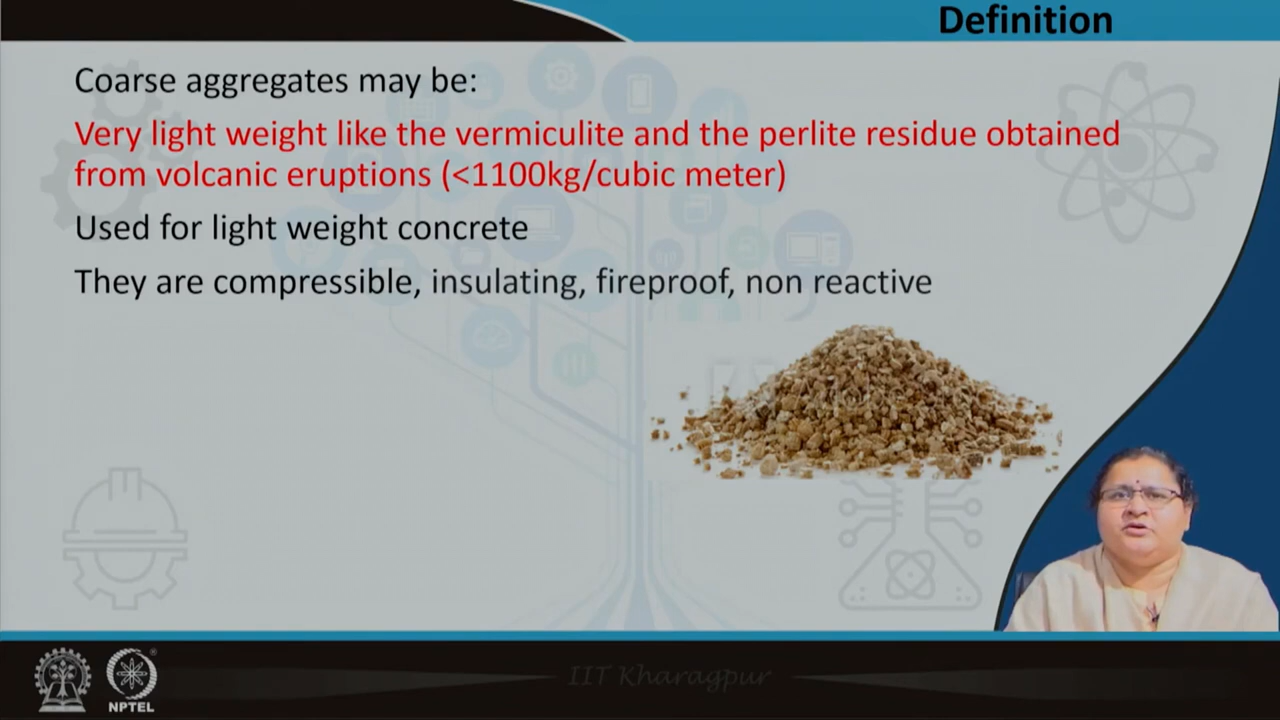 Definition
Coarse aggregates may be:
Very light weight like the vermiculite and the perlite residue obtained
from volcanic eruptions (<1100kg/cubic meter)
Used for light weight concrete
They are compressible, insulating, fireproof, non reactive
IIT Kharagpur
NPTEL